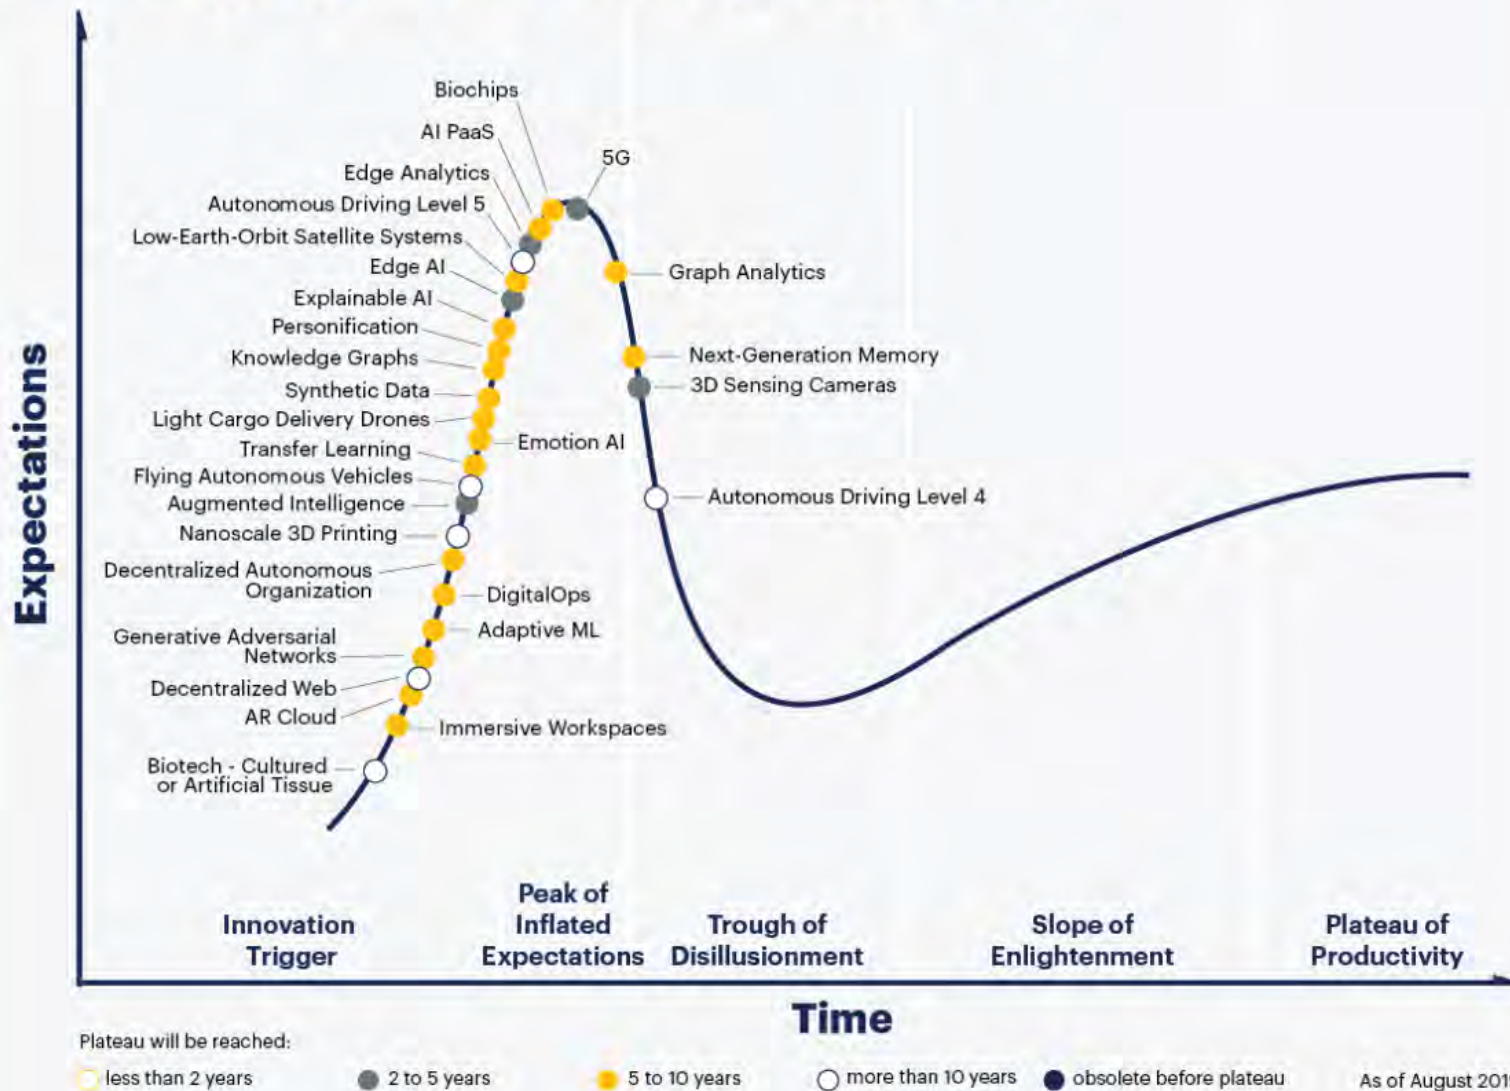 Biochips
AI PaaS
5G
Edge Analytics
Autonomous Driving Level 5
Low-Earth-Orbit Satellite Systems
Edge AI
Graph Analytics
Explainable AI
Personification
Knowledge Graphs
Next-Generation Memory
3D Sensing Cameras
Synthetic Data
Light Cargo Delivery Drones
Emotion AI
Transfer Learning
Flying Autonomous Vehicles
Augmented Intelligence
Autonomous Driving Level 4
Nanoscale 3D Printing
Decentralized Autonomous
Organization
DigitalOps
Adaptive ML
Generative Adversarial
Networks
Decentralized Web
AR Cloud
Immersive Workspaces
Biotech - Cultured
or Artificial Tissue
Expectations
Innovation
Trigger
Peak of
Inflated
Expectations
Trough of
Disillusionment
Slope of
Enlightenment
Plateau of
Productivity
Time
Plateau will be reached:
less than 2 years
2 to 5 years
5 to 10 years
more than 10 years
obsolete before plateau
As of August